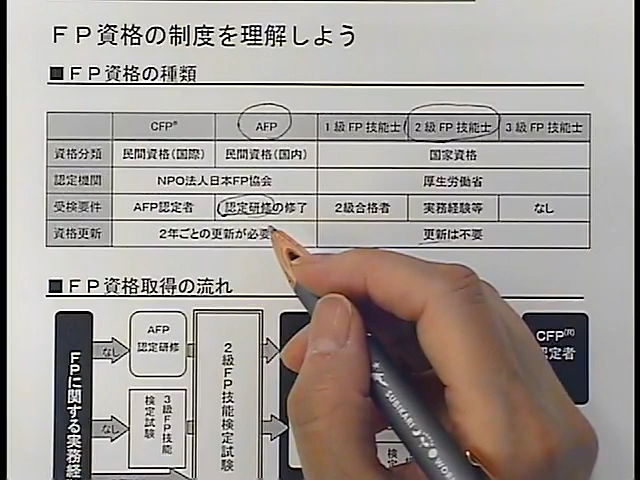 ＦＰ資格の制度を理解しよう
■ＦＰ資格の種類
CFP® AFP 1級FP技能士 2級FP技能士 3級FP技能士
資格分類 民間資格（国際） 民間資格（国内） 国家資格
認定機関 NPO法人日本FP協会 厚生労働省
受検要件 AFP認定者 認定研修の修了 2級合格者 実務経験等 なし
資格更新 2年ごとの更新が必要 更新は不要
■ＦＰ資格取得の流れ
ＦＰに関する実務経
なし
AFP
認定研修
なし
3級FP技能
検定試験
2級FP技能検定試験
検
CFP(R)
定者
SUBIKARI
WOR